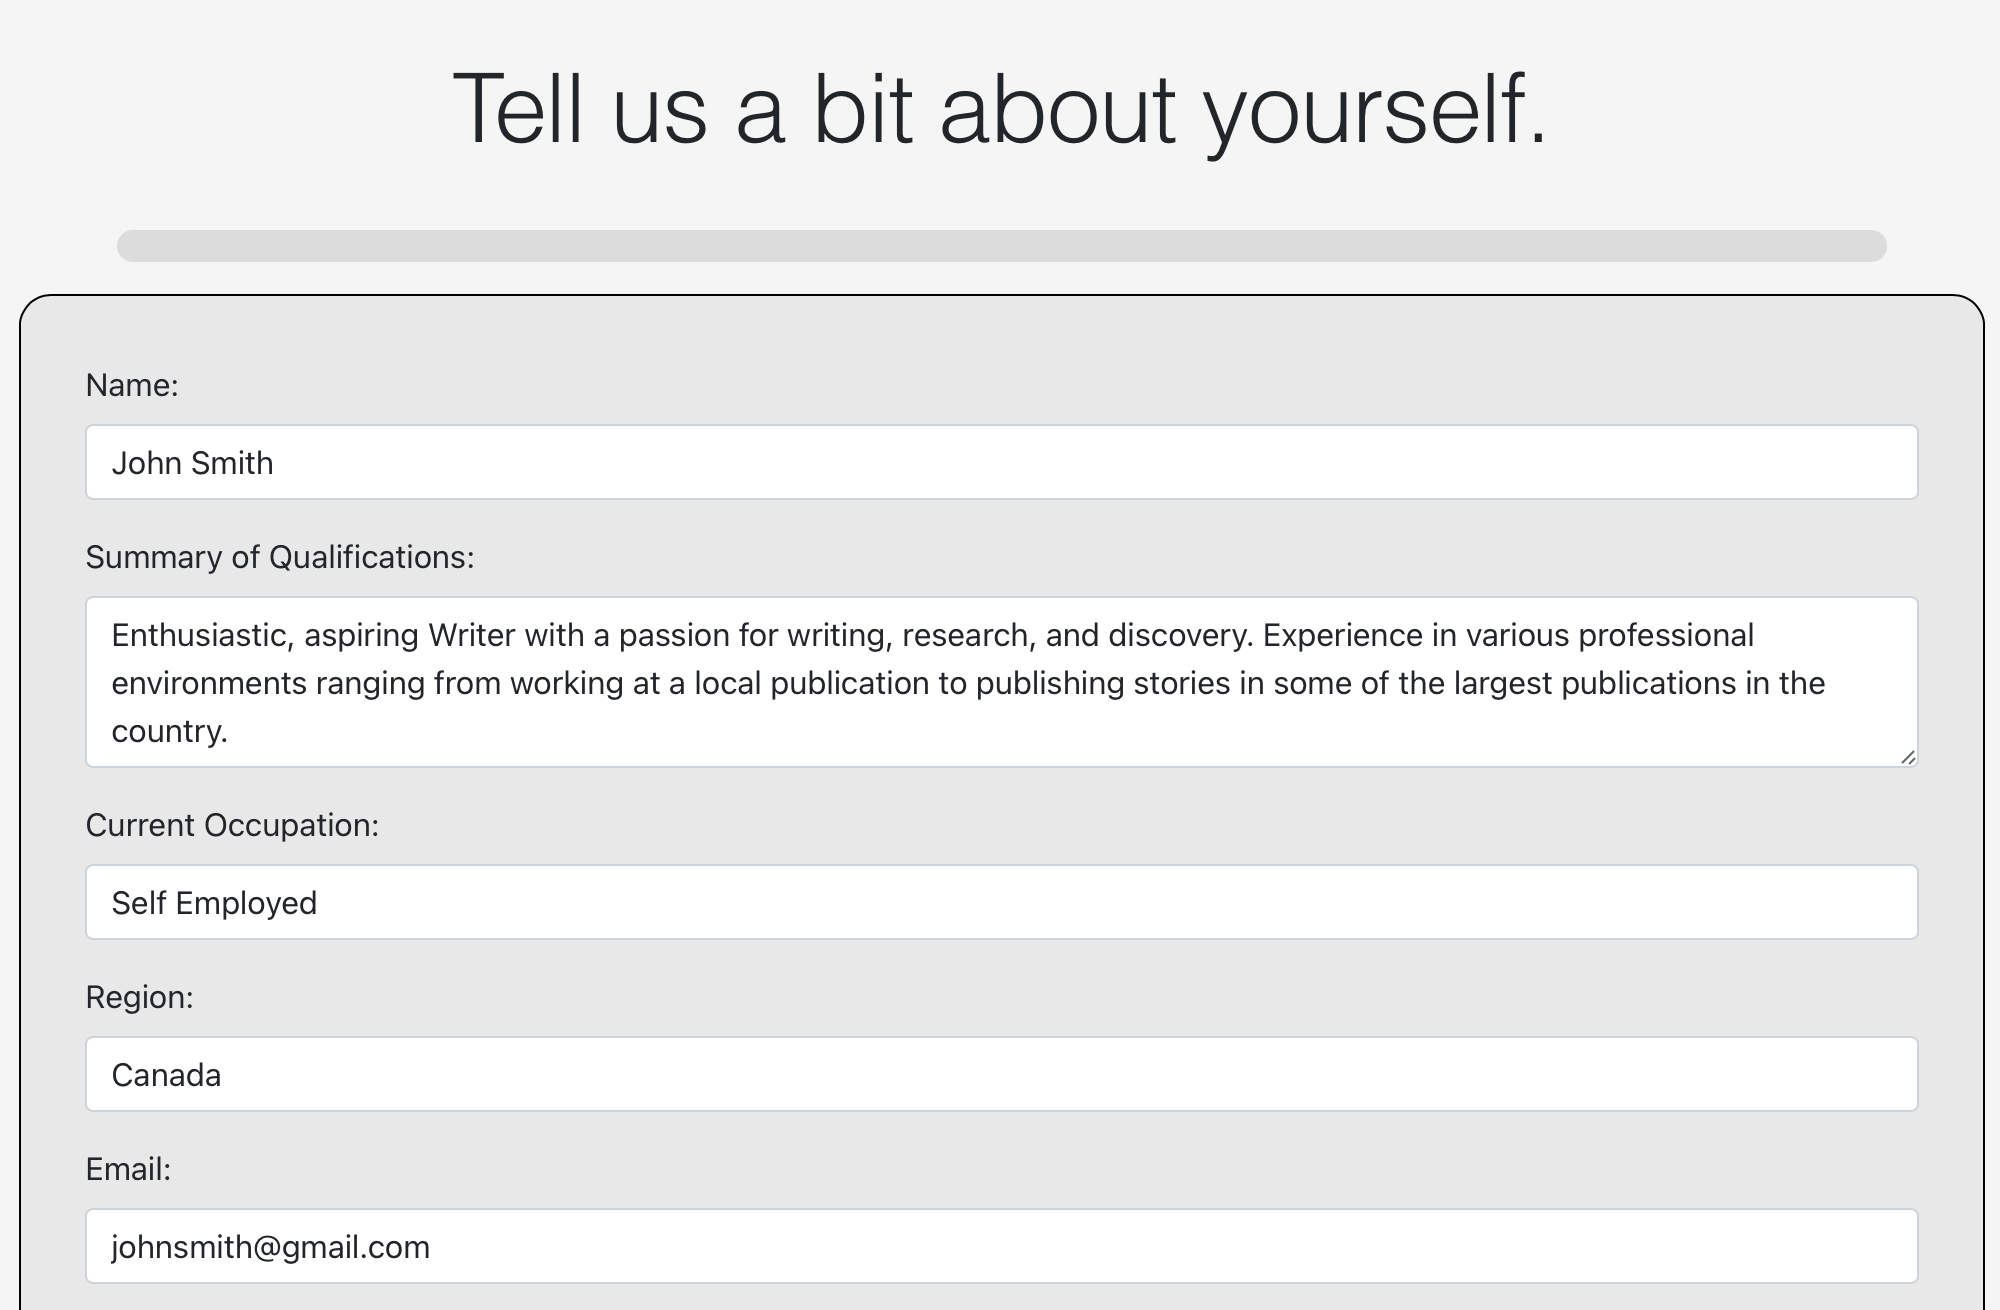 Tell us a bit about yourself.
Name:
John Smith
Summary of Qualifications:
Enthusiastic, aspiring Writer with a passion for writing, research, and discovery. Experience in various professional
environments ranging from working at a local publication to publishing stories in some of the largest publications in the
country.
Current Occupation:
Self Employed
Region:
Canada
Email:
johnsmith@gmail.com